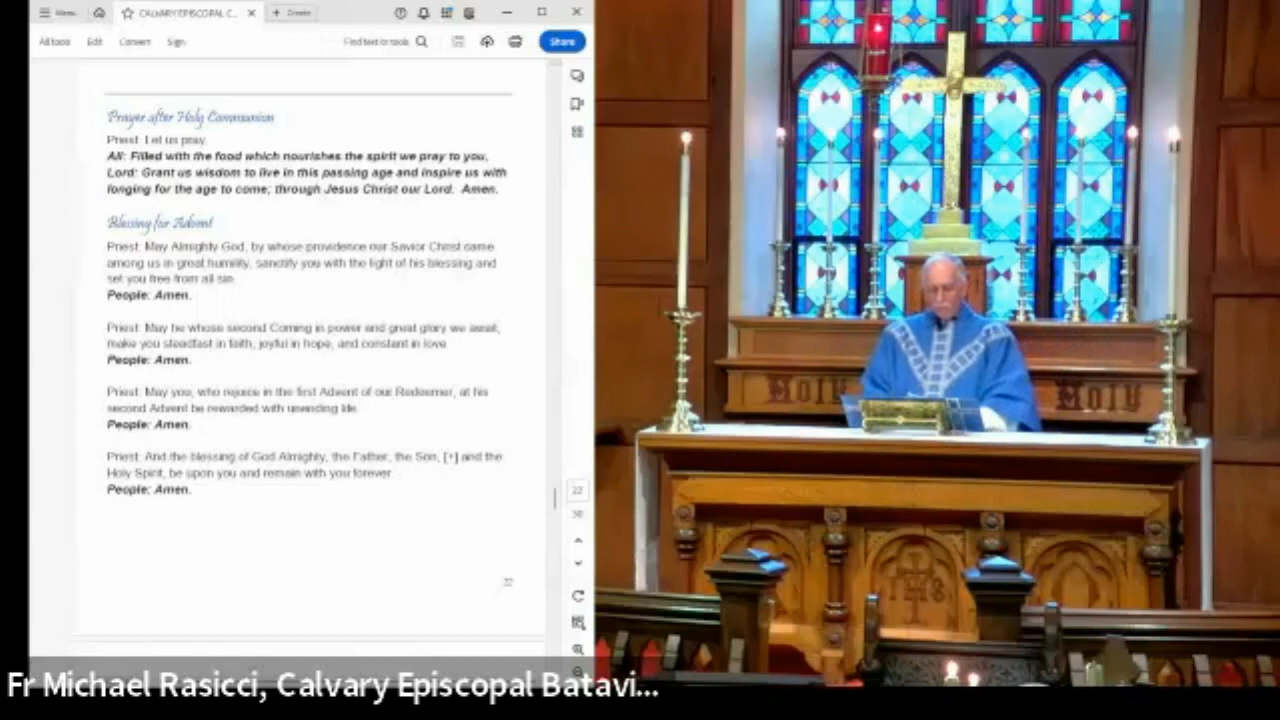 Menu
CALVARY EPISCOPAL C...
Create
All tools Edit Convert Sign
Find text or tools
Share
Prayer after Holy Communion
Priest: Let us pray.
All: Filled with the food which nourishes the spirit we pray to you,
Lord: Grant us wisdom to live in this passing age and inspire us with
longing for the age to come; through Jesus Christ our Lord. Amen.
Blessing for Advent
Priest: May Almighty God, by whose providence our Savior Christ came
among us in great humility, sanctify you with the light of his blessing and
set you free from all sin.
People: Amen.
Priest: May he whose second Coming in power and great glory we await,
make you steadfast in faith, joyful in hope, and constant in love.
People: Amen.
Priest: May you, who rejoice in the first Advent of our Redeemer, at his
second Advent be rewarded with unending life.
People: Amen.
Priest: And the blessing of God Almighty, the Father, the Son, [+] and the
Holy Spirit, be upon you and remain with you forever.
People: Amen.
22
22
30
Holy
Holy
IHS
Fr Michael Rasicci, Calvary Episcopal Batavi...